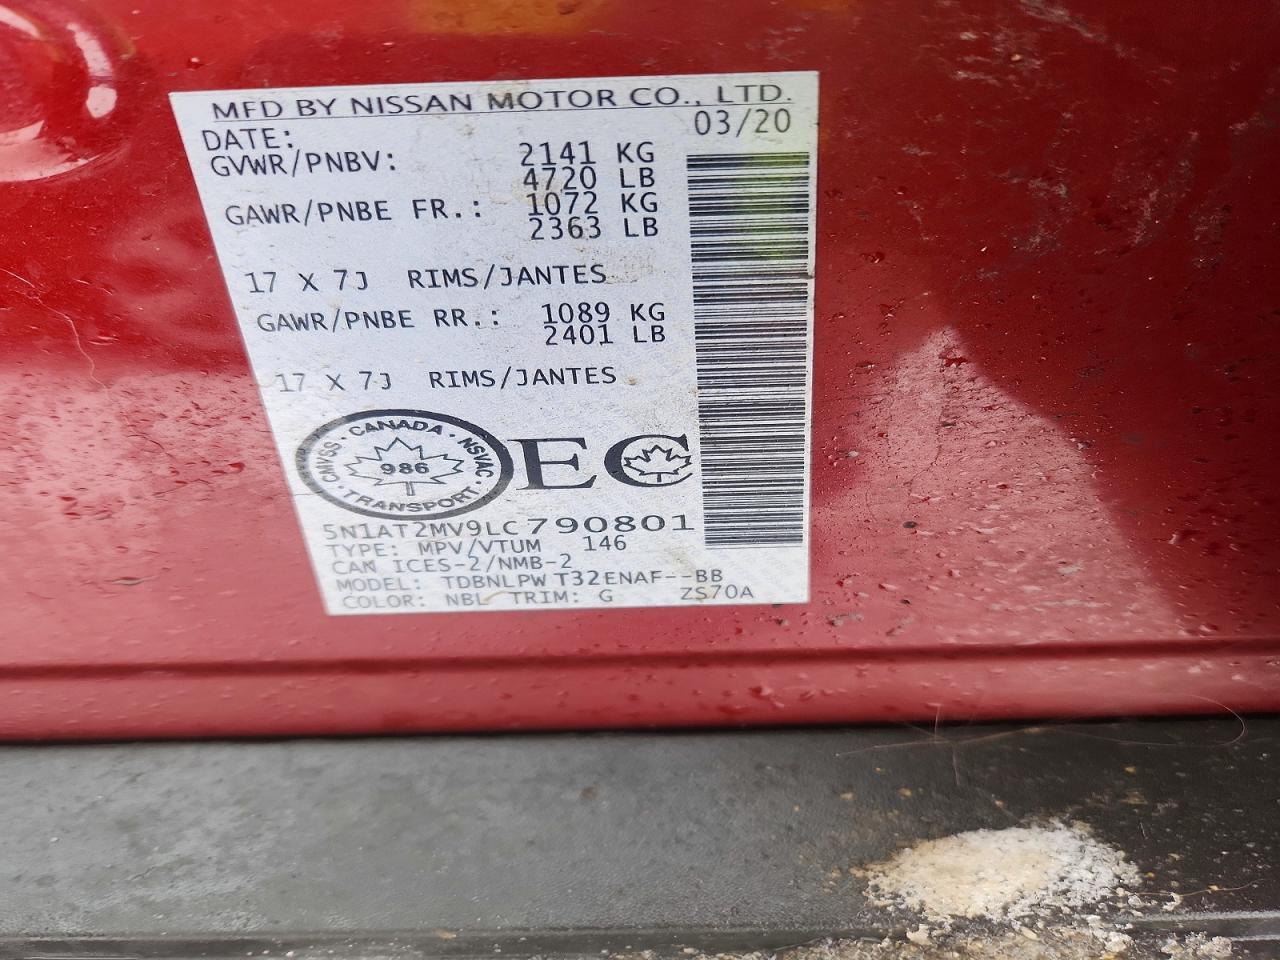 MFD BY NISSAN MOTOR CO., LTD.
DATE: 03/20
GVWR/PNBV: 2141 KG
4720 LB
GAWR/PNBE FR.: 1072 KG
2363 LB
17 X 7J RIMS/JANTES
GAWR/PNBE RR.: 1089 KG
2401 LB
17 X 7J RIMS/JANTES
CMVSS · CANADA · NSVAC · TRANSPORT ·
986
EC
5N1AT2MV9LC790801
TYPE: MPV/VTUM 146
CAN ICES-2/NMB-2
MODEL: TDBNLPW T32ENAF--BB
COLOR: NBL TRIM: G ZS70A